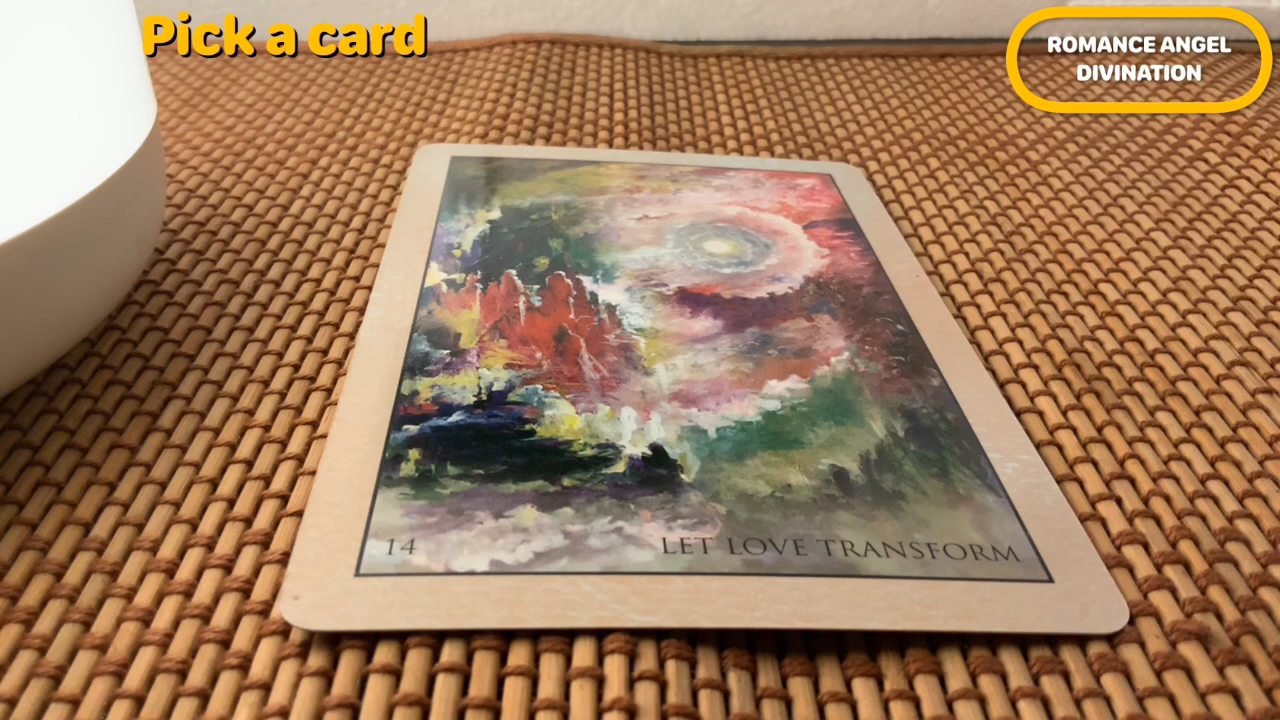 Pick a card
ROMANCE ANGEL
DIVINATION
14
LET LOVE TRANSFORM